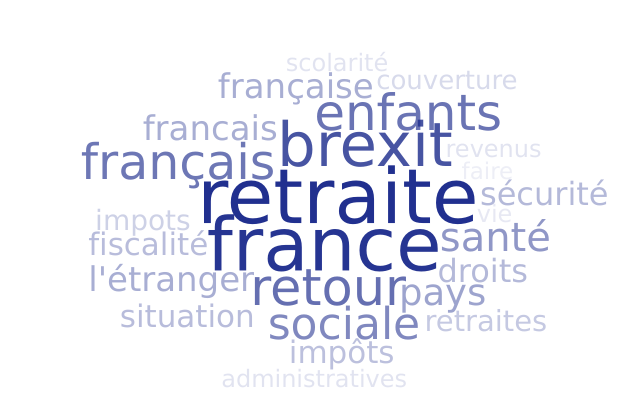 scolarité
française couverture
enfants
francais brexit
français revenus
faire
retraite sécurité
impots vie
fiscalité france santé
l'étranger retour pays droits
situation sociale retraites
impôts
administratives